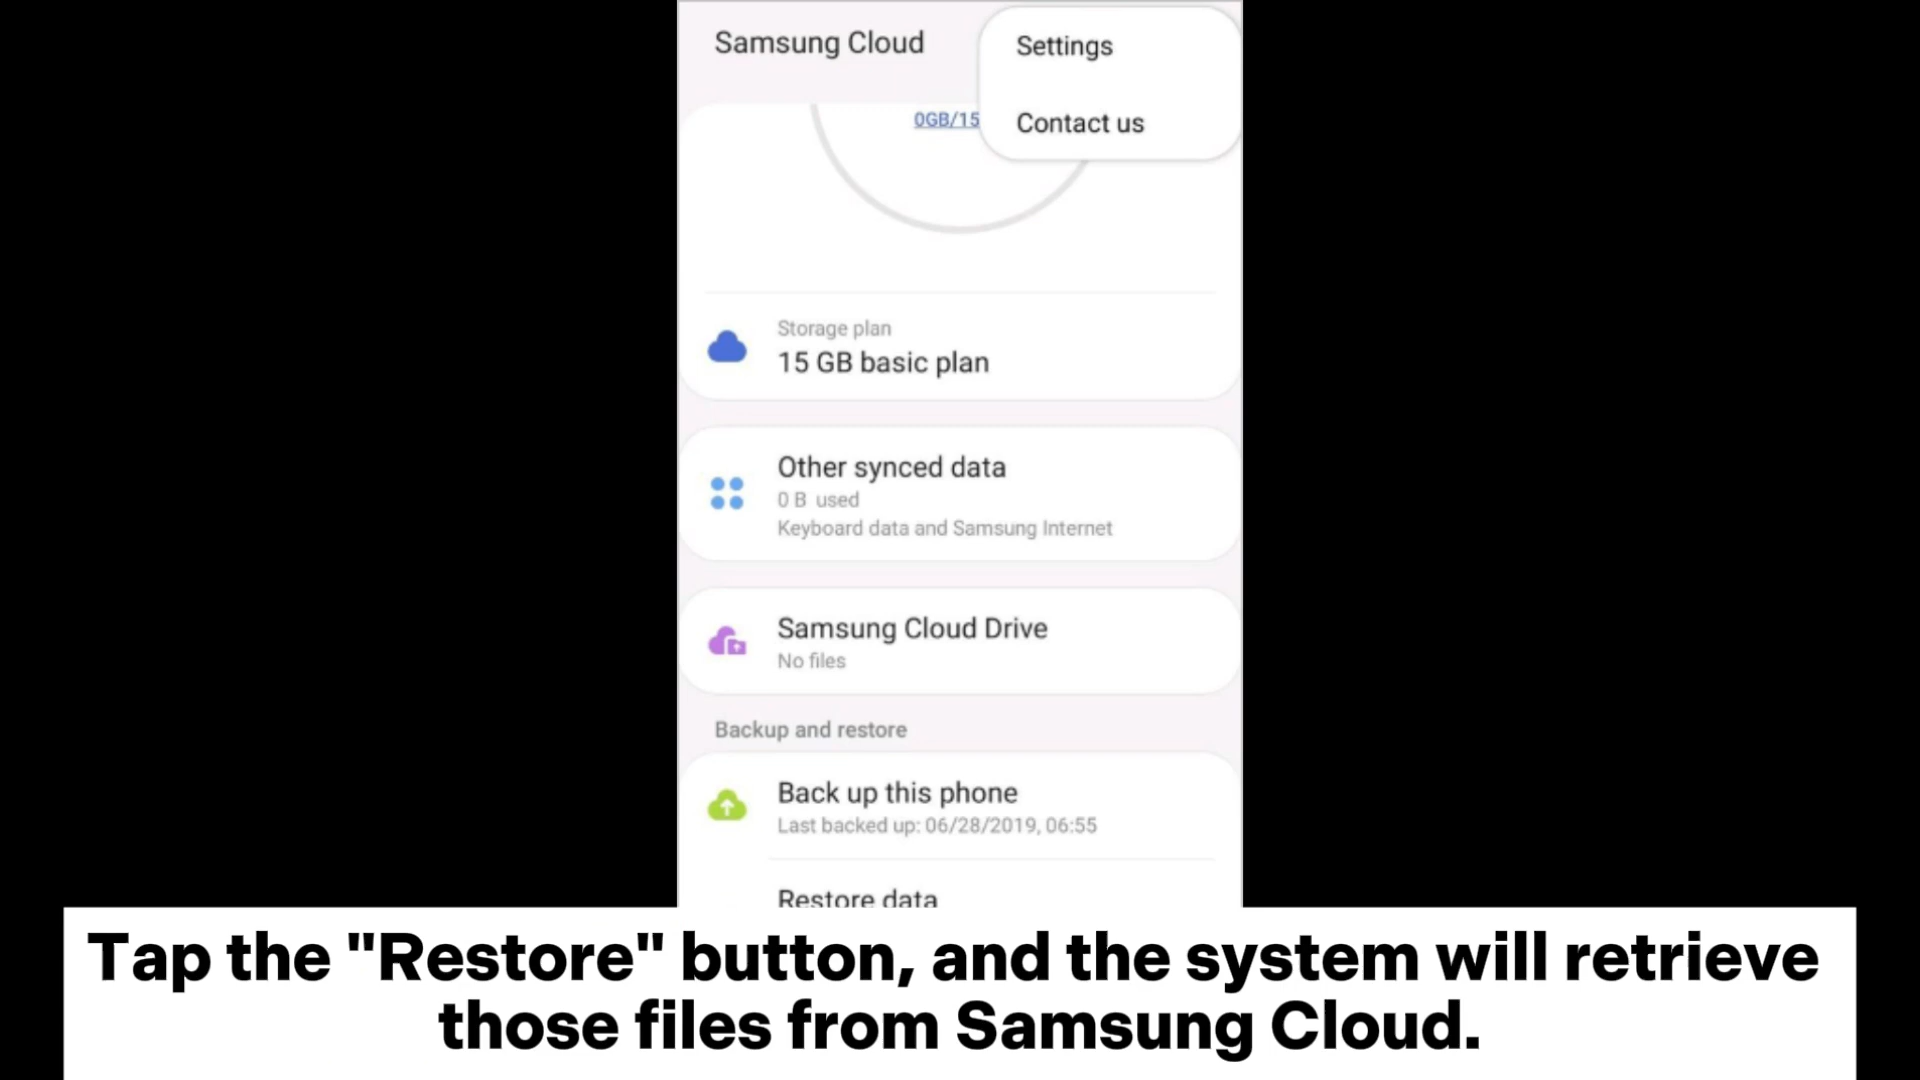 Samsung Cloud
Settings
Contact us
0GB/15
Storage plan
15 GB basic plan
Other synced data
0 B used
Keyboard data and Samsung Internet
Samsung Cloud Drive
No files
Backup and restore
Back up this phone
Last backed up: 06/28/2019, 06:55
Restore data
Tap the "Restore" button, and the system will retrieve
those files from Samsung Cloud.